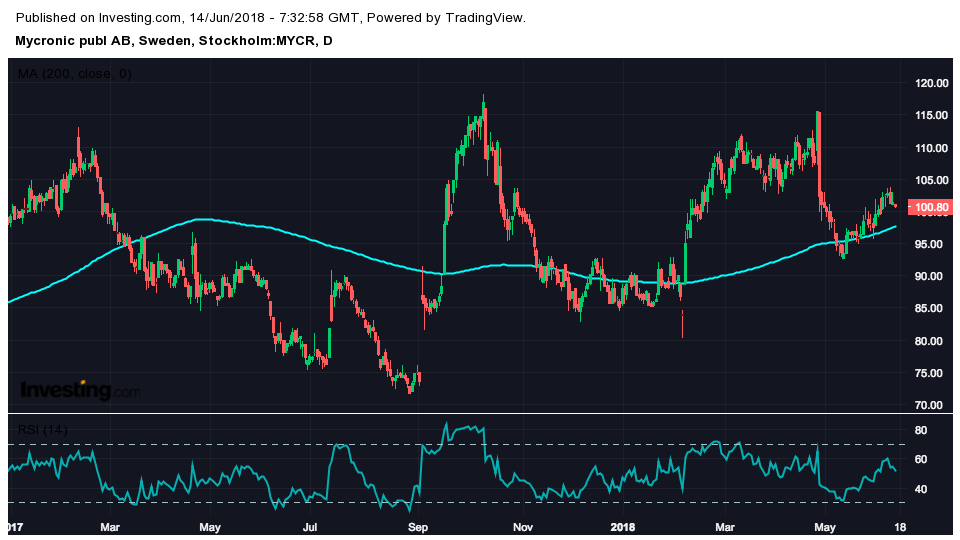 Published on Investing.com, 14/Jun/2018 - 7:32:58 GMT, Powered by TradingView.
Mycronic publ AB, Sweden, Stockholm:MYCR, D
MA (200, close, 0)
120.00
115.00
110.00
105.00
100.80
95.00
90.00
85.00
80.00
75.00
70.00
Investing.com
RSI (14)
80
60
40
2017 Mar May Jul Sep Nov 2018 Mar May 18